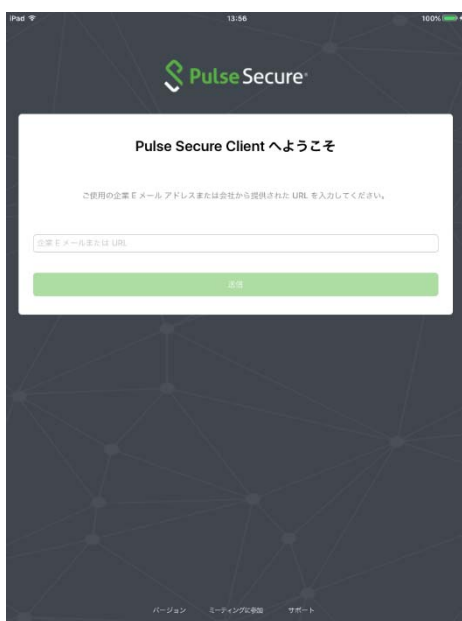 iPad 13:56 100%
Pulse Secure
Pulse Secure Client へようこそ
ご使用の企業 E メール アドレスまたは会社から提供された URL を入力してください。
企業 E メールまたは URL
送信
バージョン ミーティングに参加 サポート